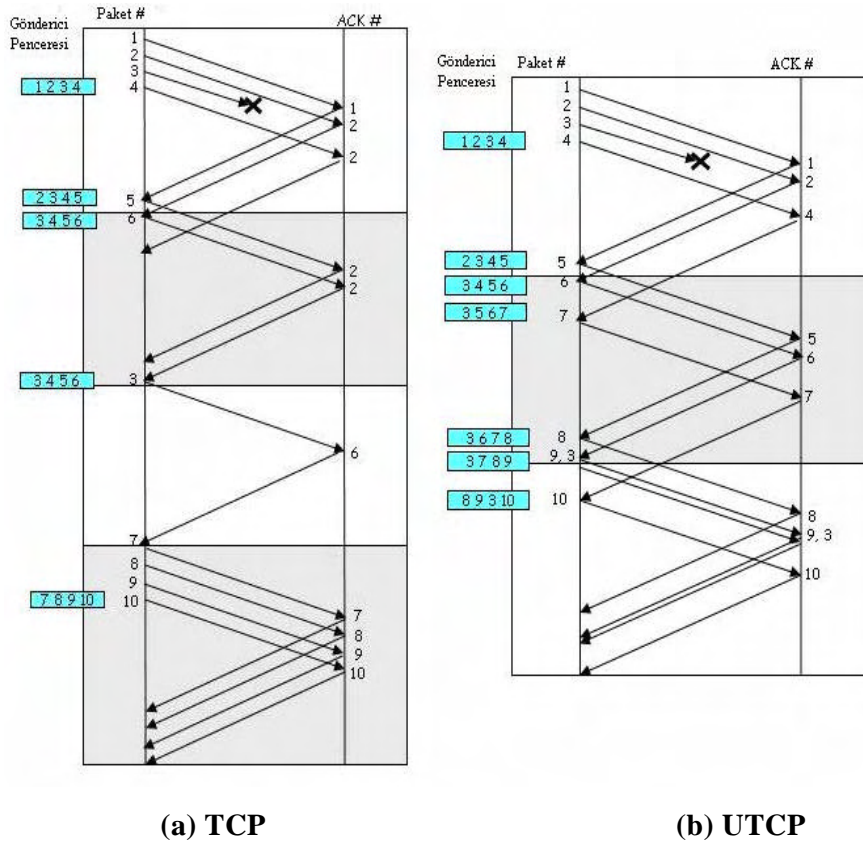 Gönderici
Penceresi
Paket #
ACK #
1
2
3
4
1 2 3 4
1
2
2
2 3 4 5
5
3 4 5 6
6
2
2
3 4 5 6
3
6
7
8
9
10
7 8 9 10
7
8
9
10
(a) TCP
Gönderici
Penceresi
Paket #
ACK #
1
2
3
4
1 2 3 4
1
2
4
2 3 4 5
5
3 4 5 6
6
3 5 6 7
7
5
6
7
3 6 7 8
8
3 7 8 9
9, 3
8 9 3 10
10
8
9, 3
10
(b) UTCP